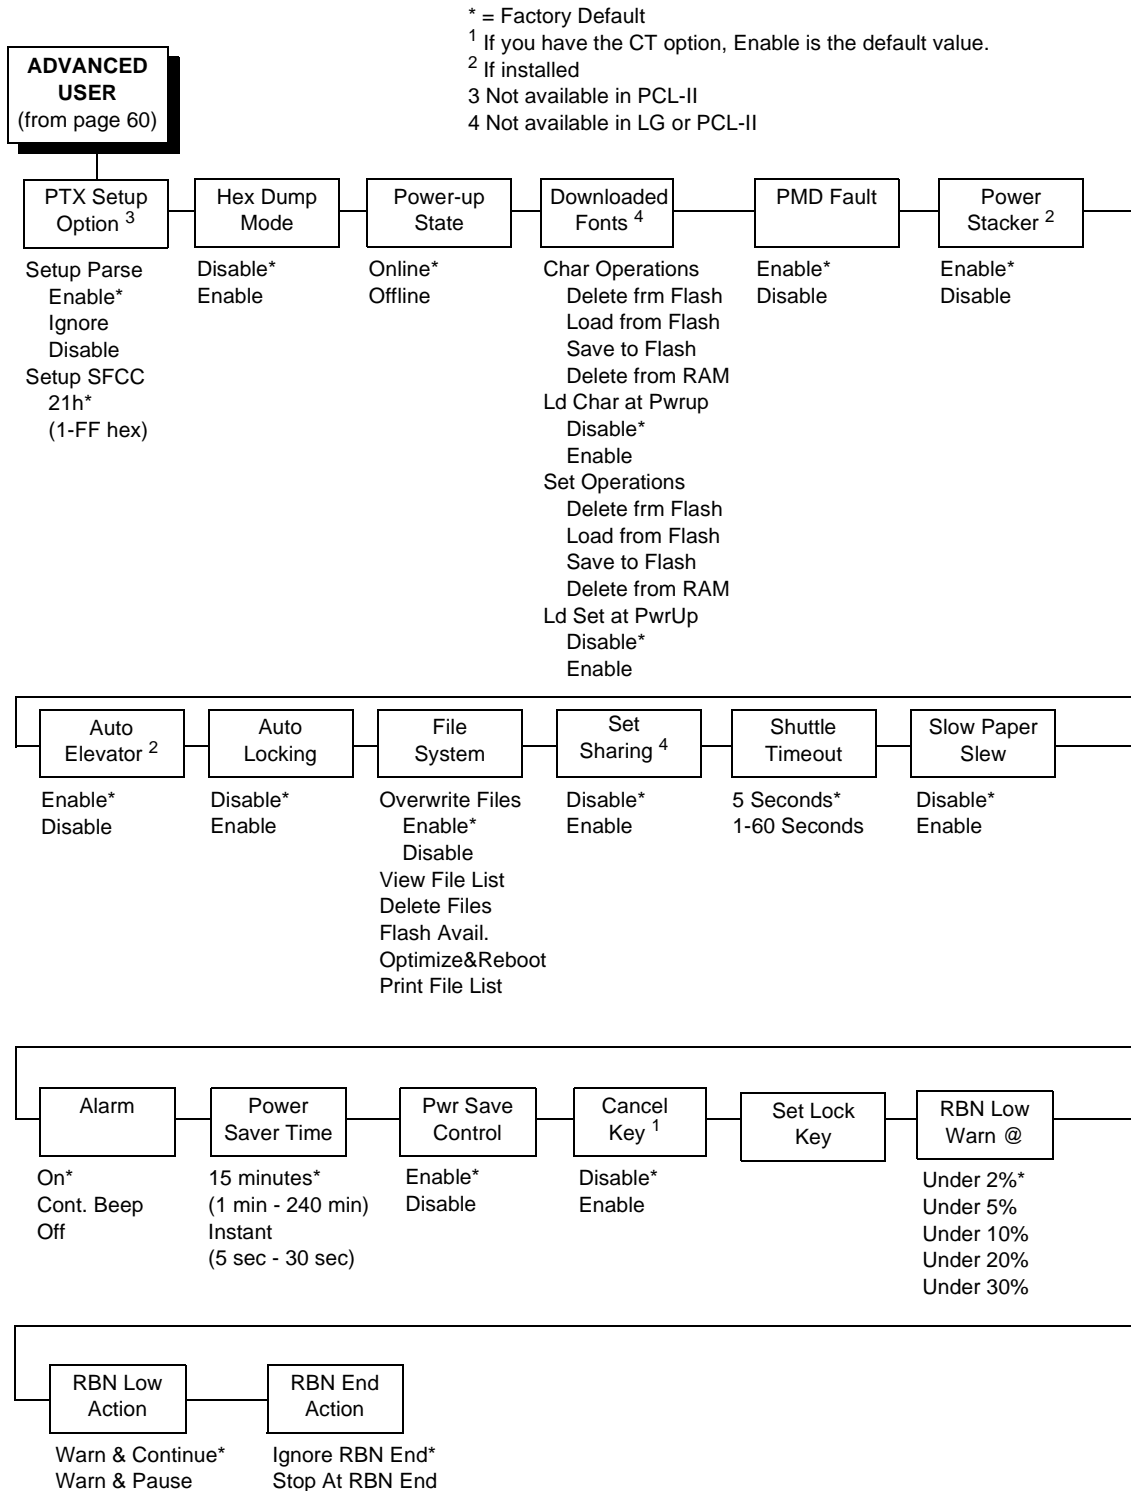 * = Factory Default
1 If you have the CT option, Enable is the default value.
2 If installed
3 Not available in PCL-II
4 Not available in LG or PCL-II
ADVANCED
USER
(from page 60)
PTX Setup
Option 3
Setup Parse
Enable*
Ignore
Disable
Setup SFCC
21h*
(1-FF hex)
Hex Dump
Mode
Disable*
Enable
Power-up
State
Online*
Offline
Downloaded
Fonts 4
Char Operations
Delete frm Flash
Load from Flash
Save to Flash
Delete from RAM
Ld Char at Pwrup
Disable*
Enable
Set Operations
Delete frm Flash
Load from Flash
Save to Flash
Delete from RAM
Ld Set at PwrUp
Disable*
Enable
PMD Fault
Enable*
Disable
Power
Stacker 2
Enable*
Disable
Auto
Elevator 2
Enable*
Disable
Auto
Locking
Disable*
Enable
File
System
Overwrite Files
Enable*
Disable
View File List
Delete Files
Flash Avail.
Optimize&Reboot
Print File List
Set
Sharing 4
Disable*
Enable
Shuttle
Timeout
5 Seconds*
1-60 Seconds
Slow Paper
Slew
Disable*
Enable
Alarm
On*
Cont. Beep
Off
Power
Saver Time
15 minutes*
(1 min - 240 min)
Instant
(5 sec - 30 sec)
Pwr Save
Control
Enable*
Disable
Cancel
Key 1
Disable*
Enable
Set Lock
Key
RBN Low
Warn @
Under 2%*
Under 5%
Under 10%
Under 20%
Under 30%
RBN Low
Action
Warn & Continue*
Warn & Pause
RBN End
Action
Ignore RBN End*
Stop At RBN End